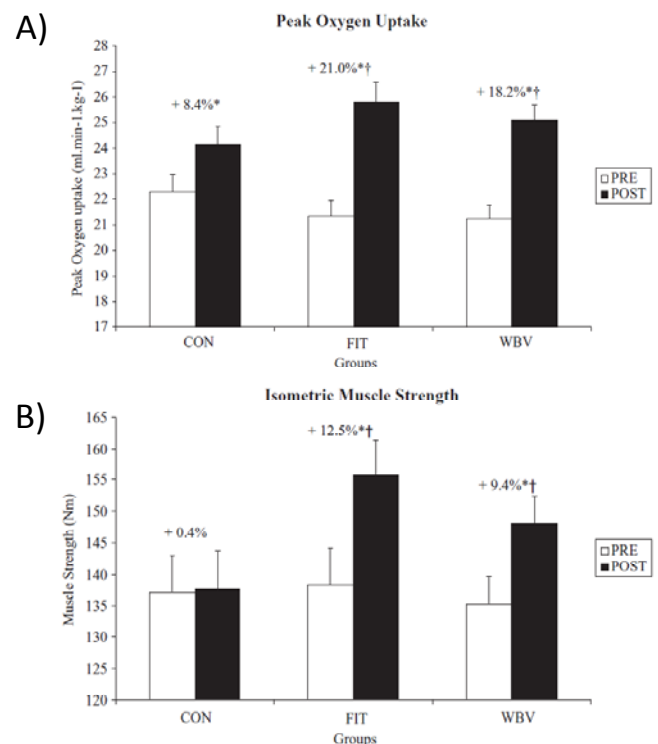 A)
Peak Oxygen Uptake
28
27
26
25
24
23
22
21
20
19
18
17
Peak Oxygen uptake (ml.min-1.kg-1)
+ 8.4%*
+ 21.0%*†
+ 18.2%*†
PRE
POST
CON
FIT
WBV
Groups
B)
Isometric Muscle Strength
165
160
155
150
145
140
135
130
125
120
Muscle Strength (Nm)
+ 0.4%
+ 12.5%*†
+ 9.4%*†
PRE
POST
CON
FIT
WBV
Groups